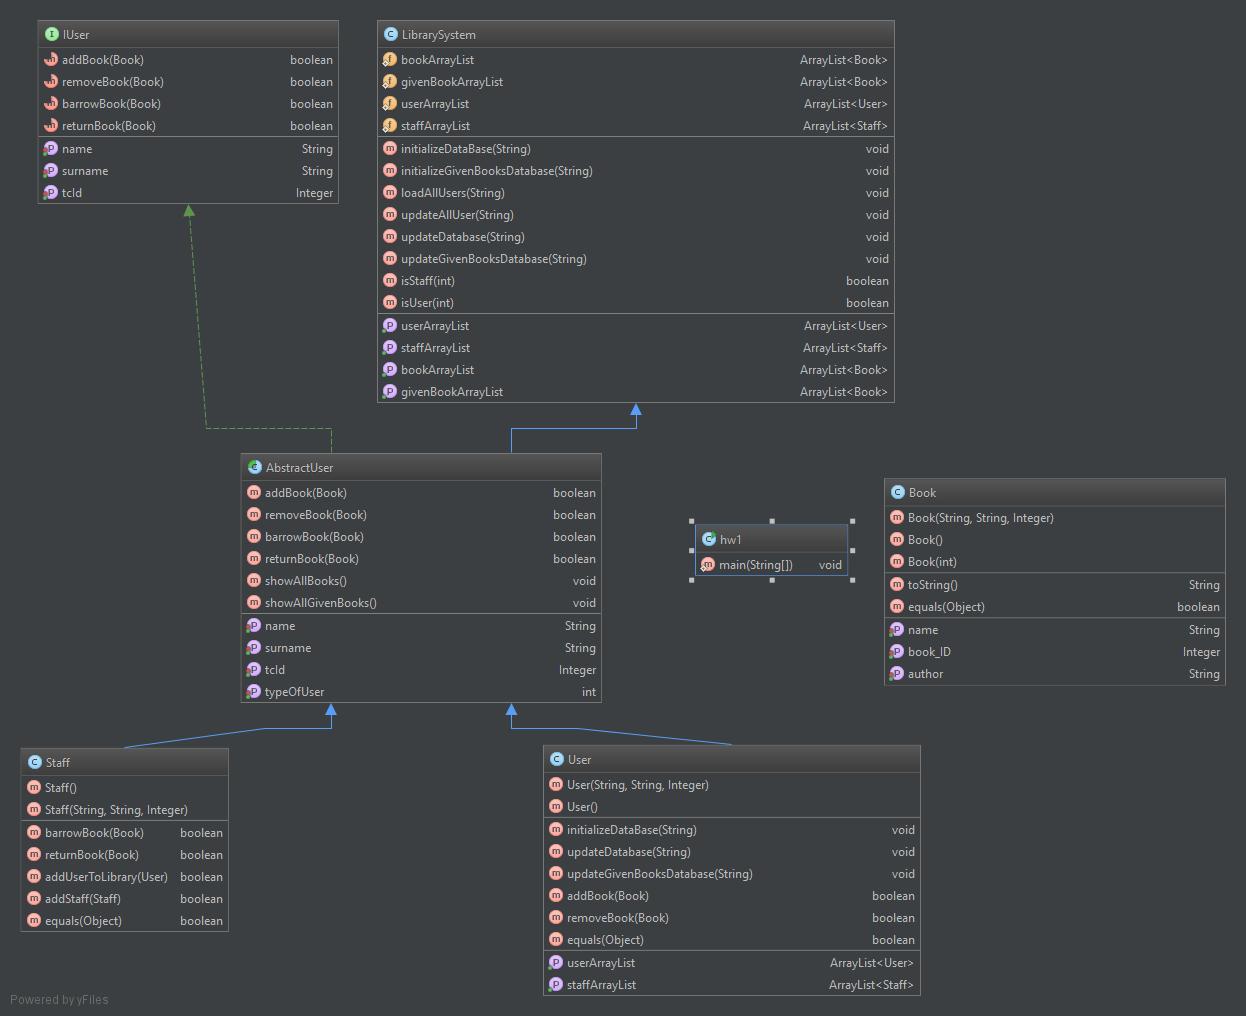 IUser
addBook(Book) boolean
removeBook(Book) boolean
barrowBook(Book) boolean
returnBook(Book) boolean
name String
surname String
tcId Integer
LibrarySystem
bookArrayList ArrayList<Book>
givenBookArrayList ArrayList<Book>
userArrayList ArrayList<User>
staffArrayList ArrayList<Staff>
initializeDataBase(String) void
initializeGivenBooksDatabase(String) void
loadAllUsers(String) void
updateAllUser(String) void
updateDatabase(String) void
updateGivenBooksDatabase(String) void
isStaff(int) boolean
isUser(int) boolean
userArrayList ArrayList<User>
staffArrayList ArrayList<Staff>
bookArrayList ArrayList<Book>
givenBookArrayList ArrayList<Book>
AbstractUser
addBook(Book) boolean
removeBook(Book) boolean
barrowBook(Book) boolean
returnBook(Book) boolean
showAllBooks() void
showAllGivenBooks() void
name String
surname String
tcId Integer
typeOfUser int
hw1
main(String[]) void
Book
Book(String, String, Integer)
Book()
Book(int)
toString() String
equals(Object) boolean
name String
book_ID Integer
author String
Staff
Staff()
Staff(String, String, Integer)
barrowBook(Book) boolean
returnBook(Book) boolean
addUserToLibrary(User) boolean
addStaff(Staff) boolean
equals(Object) boolean
User
User(String, String, Integer)
User()
initializeDataBase(String) void
updateDatabase(String) void
updateGivenBooksDatabase(String) void
addBook(Book) boolean
removeBook(Book) boolean
equals(Object) boolean
userArrayList ArrayList<User>
staffArrayList ArrayList<Staff>
Powered by yFiles